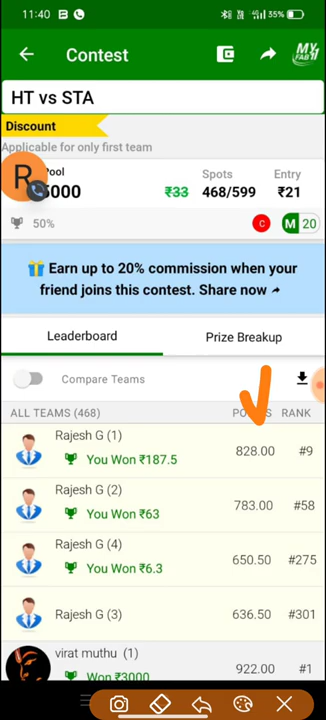 11:40 35%
Contest MY FAB11
HT vs STA
Discount
Applicable for only first team
Pool Spots Entry
5000 ₹33 468/599 ₹21
50% C M 20
Earn up to 20% commission when your
friend joins this contest. Share now
Leaderboard Prize Breakup
Compare Teams
ALL TEAMS (468) RANK
Rajesh G (1)
You Won ₹187.5 828.00 #9
Rajesh G (2)
You Won ₹63 783.00 #58
Rajesh G (4)
You Won ₹6.3 650.50 #275
Rajesh G (3) 636.50 #301
virat muthu (1)
Won ₹3000 922.00 #1
R